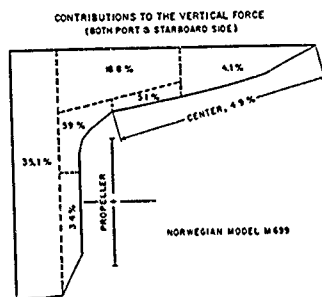 CONTRIBUTIONS TO THE VERTICAL FORCE
(BOTH PORT & STARBOARD SIDE)
18.8 %
4.1%
5.1 %
CENTER, 4.9 %
5.9 %
35.1%
3.4 %
PROPELLER
NORWEGIAN MODEL M699